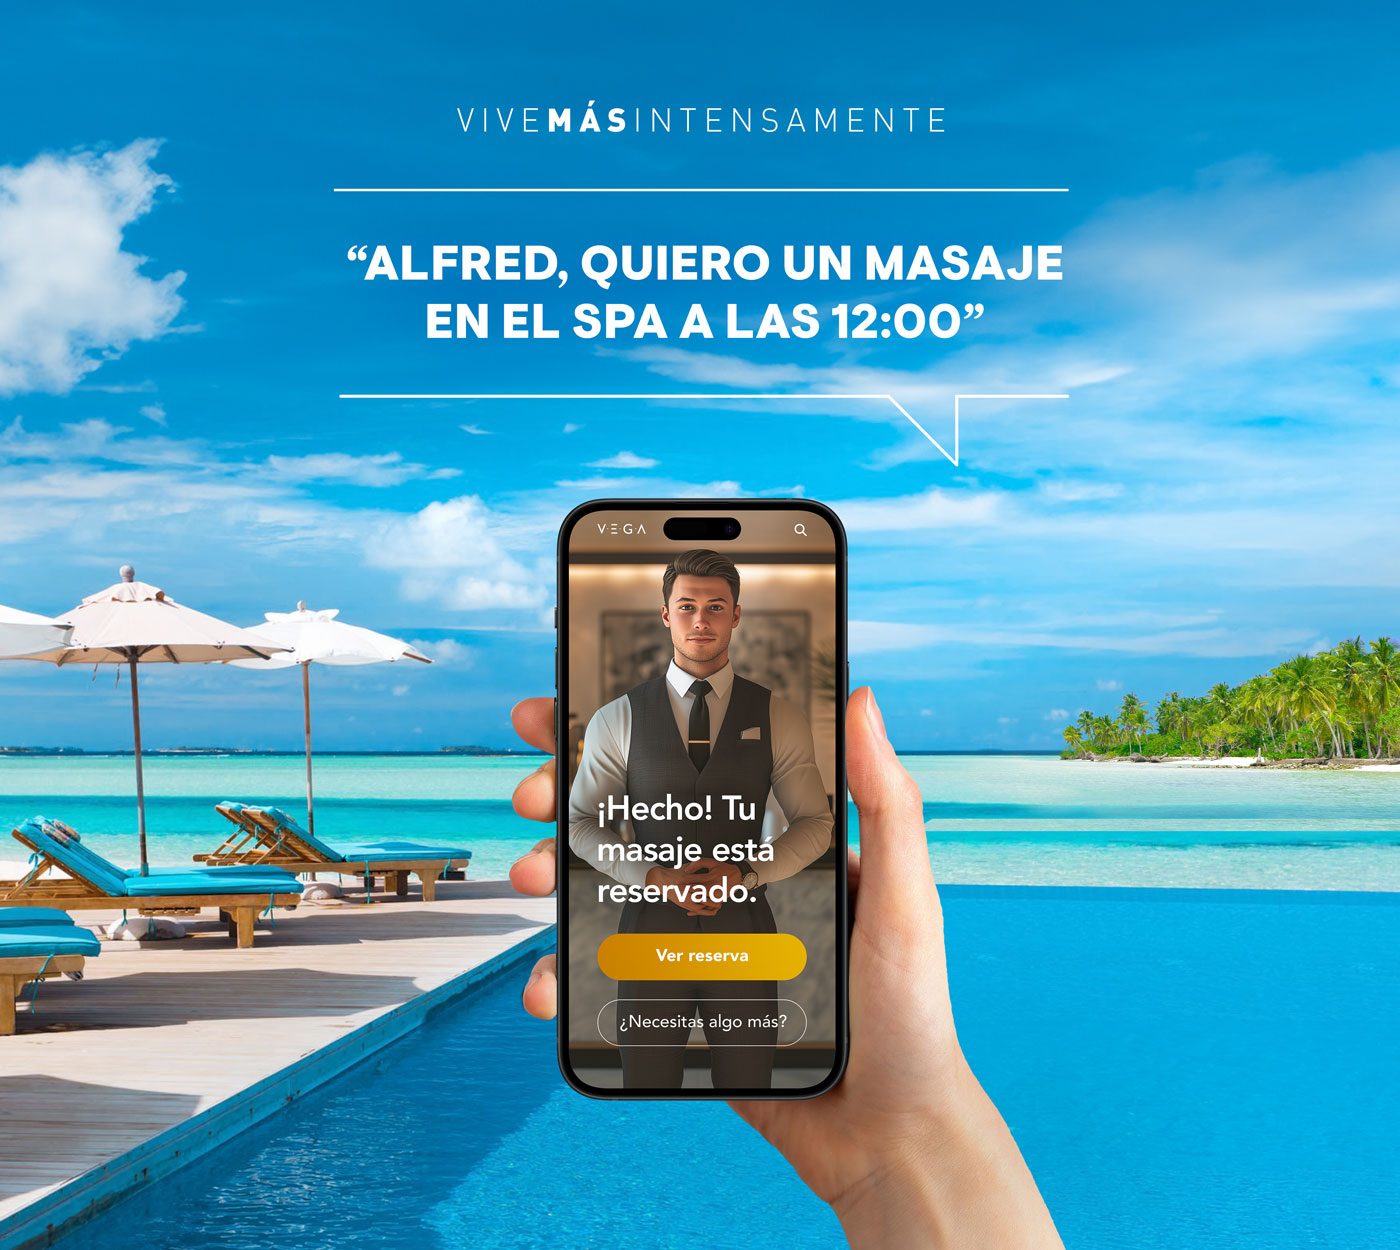 VIVEMÁSINTENSAMENTE
“ALFRED, QUIERO UN MASAJE
EN EL SPA A LAS 12:00”
V·E·G·A
¡Hecho! Tu
masaje está
reservado.
Ver reserva
¿Necesitas algo más?